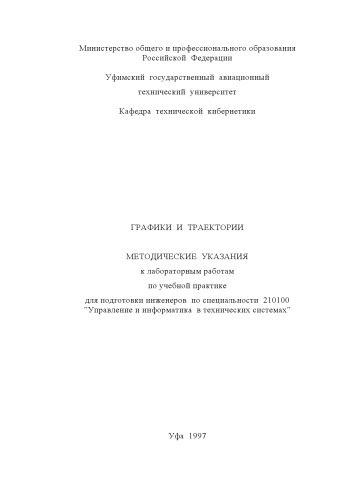 Министерство общего и профессионального образования
Российской Федерации
Уфимский государственный авиационный
технический университет
Кафедра технической кибернетики
ГРАФИКИ И ТРАЕКТОРИИ
МЕТОДИЧЕСКИЕ УКАЗАНИЯ
к лабораторным работам
по учебной практике
для подготовки инженеров по специальности 210100
"Управление и информатика в технических системах"
Уфа 1997